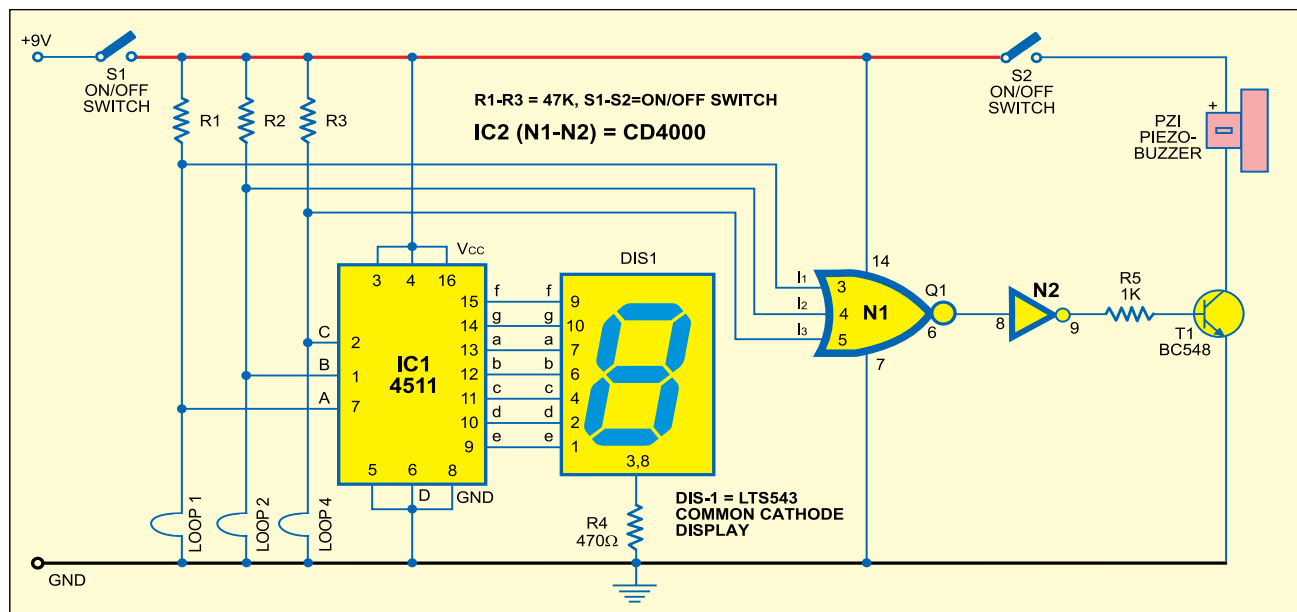 +9V
S1
ON/OFF
SWITCH
R1
R2
R3
R1-R3 = 47K, S1-S2=ON/OFF SWITCH
IC2 (N1-N2) = CD4000
S2
ON/OFF
SWITCH
+
PZI
PIEZO-
BUZZER
VCC
3 4 16
DIS1
C 2
B 1
A 7
IC1
4511
15 f f 9
14 g g 10
13 a a 7
12 b b 6
11 c c 4
10 d d 2
9 e e 1
5 6 8
D GND
3,8
I1 3
I2 4
I3 5
N1
14
7
Q1
6
8
N2
9
R5
1K
T1
BC548
LOOP 1
LOOP 2
LOOP 4
R4
470Ω
DIS-1 = LTS543
COMMON CATHODE
DISPLAY
GND